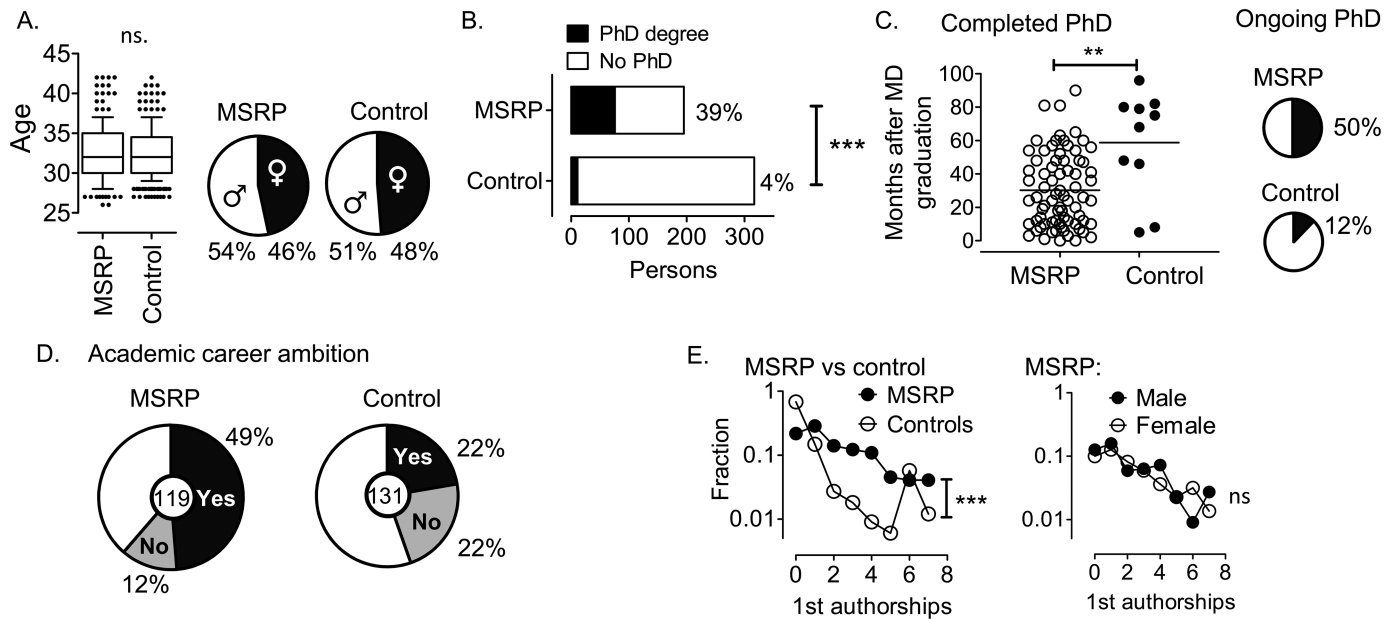 A.
ns.
Age
45
40
35
30
25
MSRP
Control
MSRP
Control
♂
♀
♂
♀
54%
46%
51%
48%
B.
PhD degree
No PhD
MSRP
39%
Control
4%
***
0
100
200
300
Persons
C.
Completed PhD
Ongoing PhD
**
Months after MD
graduation
100
80
60
40
20
0
MSRP
Control
MSRP
50%
Control
12%
D.
Academic career ambition
MSRP
49%
119
Yes
No
12%
Control
Yes
22%
131
No
22%
E.
MSRP vs control
MSRP
Controls
Fraction
1
0.1
0.01
***
0
2
4
6
8
1st authorships
MSRP:
Male
Female
1
0.1
0.01
ns
0
2
4
6
8
1st authorships